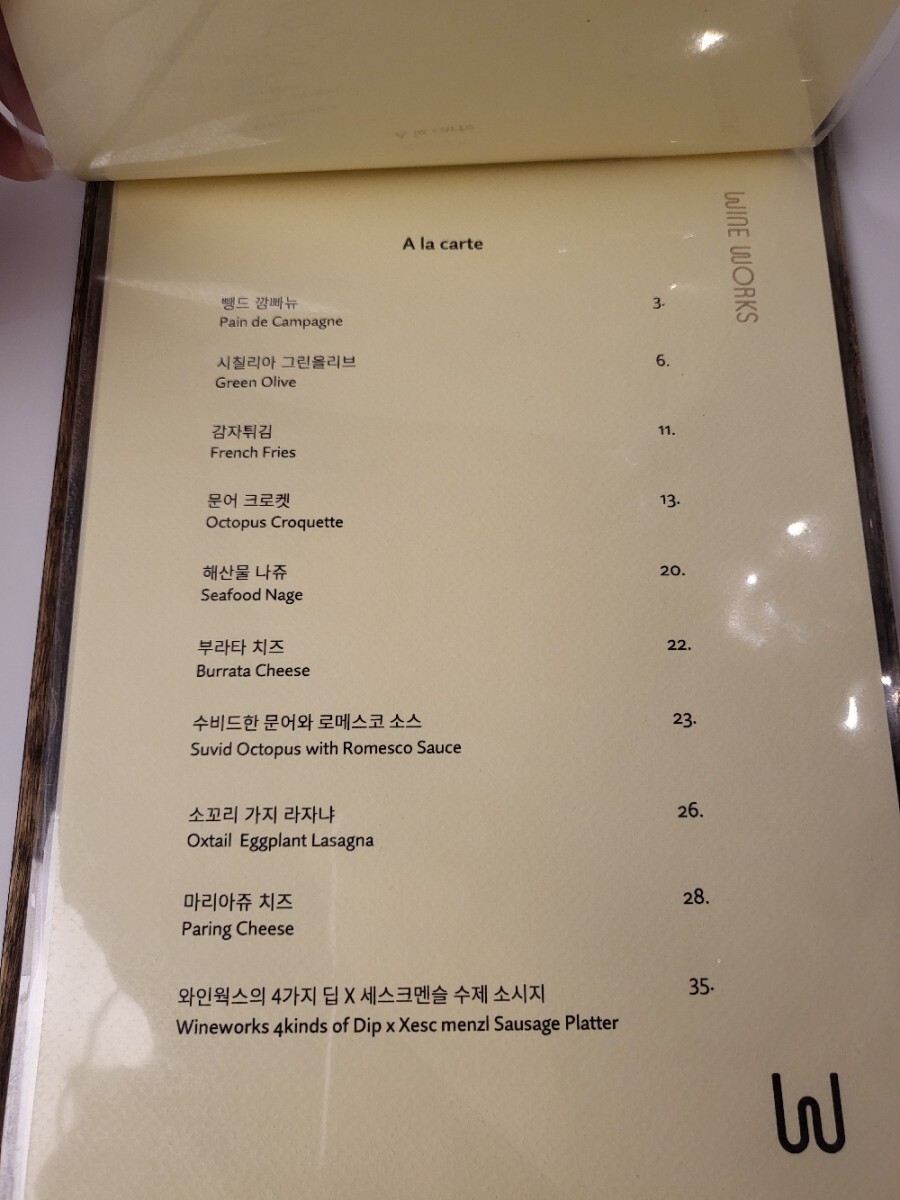 A la carte
WINE WORKS
A la carte
뺑드 깜빠뉴
3.
Pain de Campagne
시칠리아 그린올리브
6.
Green Olive
감자튀김
11.
French Fries
문어 크로켓
13.
Octopus Croquette
해산물 나쥬
20.
Seafood Nage
부라타 치즈
22.
Burrata Cheese
수비드한 문어와 로메스코 소스
23.
Suvid Octopus with Romesco Sauce
소꼬리 가지 라자냐
26.
Oxtail Eggplant Lasagna
마리아쥬 치즈
28.
Paring Cheese
와인웍스의 4가지 딥 X 세스크멘슬 수제 소시지
35.
Wineworks 4kinds of Dip x Xesc menzl Sausage Platter
W